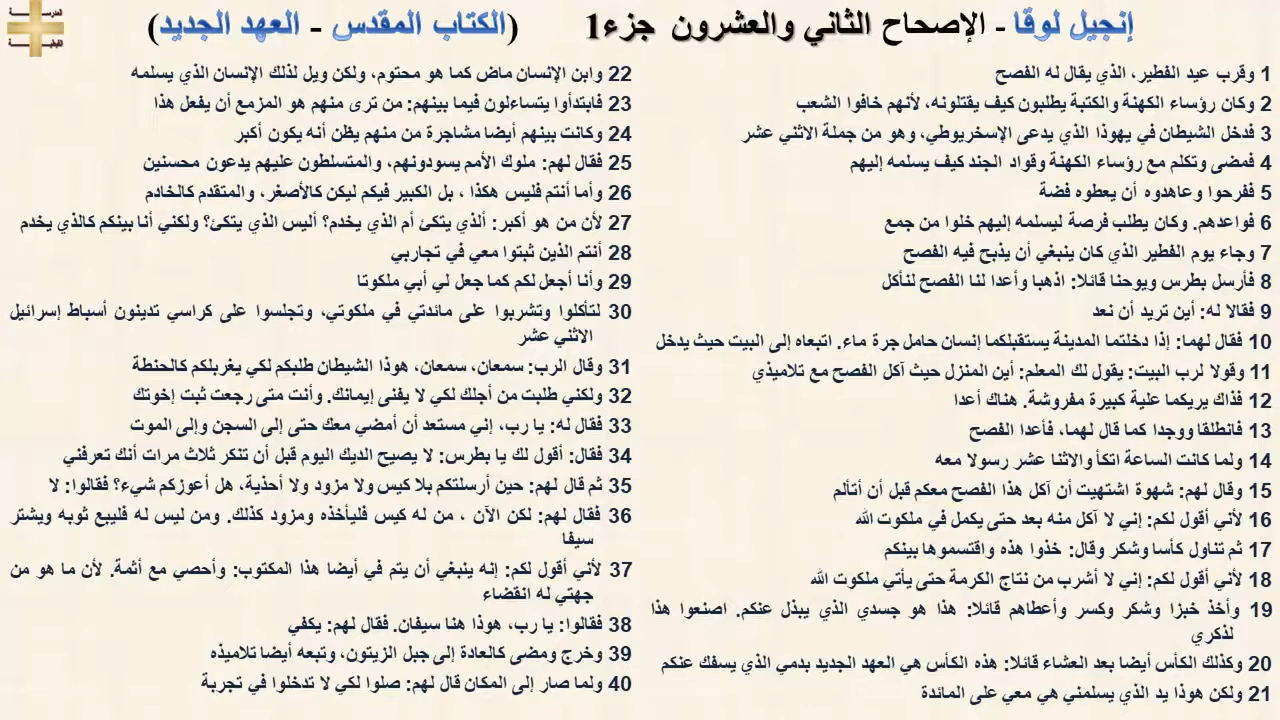 إنجيل لوقا - الإصحاح الثاني والعشرون جزء1 (الكتاب المقدس - العهد الجديد)
1 وقرب عيد الفطير، الذي يقال له الفصح
2 وكان رؤساء الكهنة والكتبة يطلبون كيف يقتلونه، لأنهم خافوا الشعب
3 فدخل الشيطان في يهوذا الذي يدعى الإسخريوطي، وهو من جملة الاثني عشر
4 فمضى وتكلم مع رؤساء الكهنة وقواد الجند كيف يسلمه إليهم
5 ففرحوا وعاهدوه أن يعطوه فضة
6 فواعدهم. وكان يطلب فرصة ليسلمه إليهم خلوا من جمع
7 وجاء يوم الفطير الذي كان ينبغي أن يذبح فيه الفصح
8 فأرسل بطرس ويوحنا قائلا: اذهبا وأعدا لنا الفصح لنأكل
9 فقالا له: أين تريد أن نعد
10 فقال لهما: إذا دخلتما المدينة يستقبلكما إنسان حامل جرة ماء. اتبعاه إلى البيت حيث يدخل
11 وقولا لرب البيت: يقول لك المعلم: أين المنزل حيث آكل الفصح مع تلاميذي
12 فذاك يريكما علية كبيرة مفروشة. هناك أعدا
13 فانطلقا ووجدا كما قال لهما، فأعدا الفصح
14 ولما كانت الساعة اتكأ والاثنا عشر رسولا معه
15 وقال لهم: شهوة اشتهيت أن آكل هذا الفصح معكم قبل أن أتألم
16 لأني أقول لكم: إني لا آكل منه بعد حتى يكمل في ملكوت الله
17 ثم تناول كأسا وشكر وقال: خذوا هذه واقتسموها بينكم
18 لأني أقول لكم: إني لا أشرب من نتاج الكرمة حتى يأتي ملكوت الله
19 وأخذ خبزا وشكر وكسر وأعطاهم قائلا: هذا هو جسدي الذي يبذل عنكم. اصنعوا هذا
لذكري
20 وكذلك الكأس أيضا بعد العشاء قائلا: هذه الكأس هي العهد الجديد بدمي الذي يسفك عنكم
21 ولكن هوذا يد الذي يسلمني هي معي على المائدة
22 وابن الإنسان ماض كما هو محتوم، ولكن ويل لذلك الإنسان الذي يسلمه
23 فابتدأوا يتساءلون فيما بينهم: من ترى منهم هو المزمع أن يفعل هذا
24 وكانت بينهم أيضا مشاجرة من منهم يظن أنه يكون أكبر
25 فقال لهم: ملوك الأمم يسودونهم، والمتسلطون عليهم يدعون محسنين
26 وأما أنتم فليس هكذا ، بل الكبير فيكم ليكن كالأصغر، والمتقدم كالخادم
27 لأن من هو أكبر: ألذي يتكئ أم الذي يخدم؟ أليس الذي يتكئ؟ ولكني أنا بينكم كالذي يخدم
28 أنتم الذين ثبتوا معي في تجاربي
29 وأنا أجعل لكم كما جعل لي أبي ملكوتا
30 لتأكلوا وتشربوا على مائدتي في ملكوتي، وتجلسوا على كراسي تدينون أسباط إسرائيل
الاثني عشر
31 وقال الرب: سمعان، سمعان، هوذا الشيطان طلبكم لكي يغربلكم كالحنطة
32 ولكني طلبت من أجلك لكي لا يفنى إيمانك. وأنت متى رجعت ثبت إخوتك
33 فقال له: يا رب، إني مستعد أن أمضي معك حتى إلى السجن وإلى الموت
34 فقال: أقول لك يا بطرس: لا يصيح الديك اليوم قبل أن تنكر ثلاث مرات أنك تعرفني
35 ثم قال لهم: حين أرسلتكم بلا كيس ولا مزود ولا أحذية، هل أعوزكم شيء؟ فقالوا: لا
36 فقال لهم: لكن الآن ، من له كيس فليأخذه ومزود كذلك. ومن ليس له فليبع ثوبه ويشتر
سيفا
37 لأني أقول لكم: إنه ينبغي أن يتم في أيضا هذا المكتوب: وأحصي مع أثمة. لأن ما هو من
جهتي له انقضاء
38 فقالوا: يا رب، هوذا هنا سيفان. فقال لهم: يكفي
39 وخرج ومضى كالعادة إلى جبل الزيتون، وتبعه أيضا تلاميذه
40 ولما صار إلى المكان قال لهم: صلوا لكي لا تدخلوا في تجربة